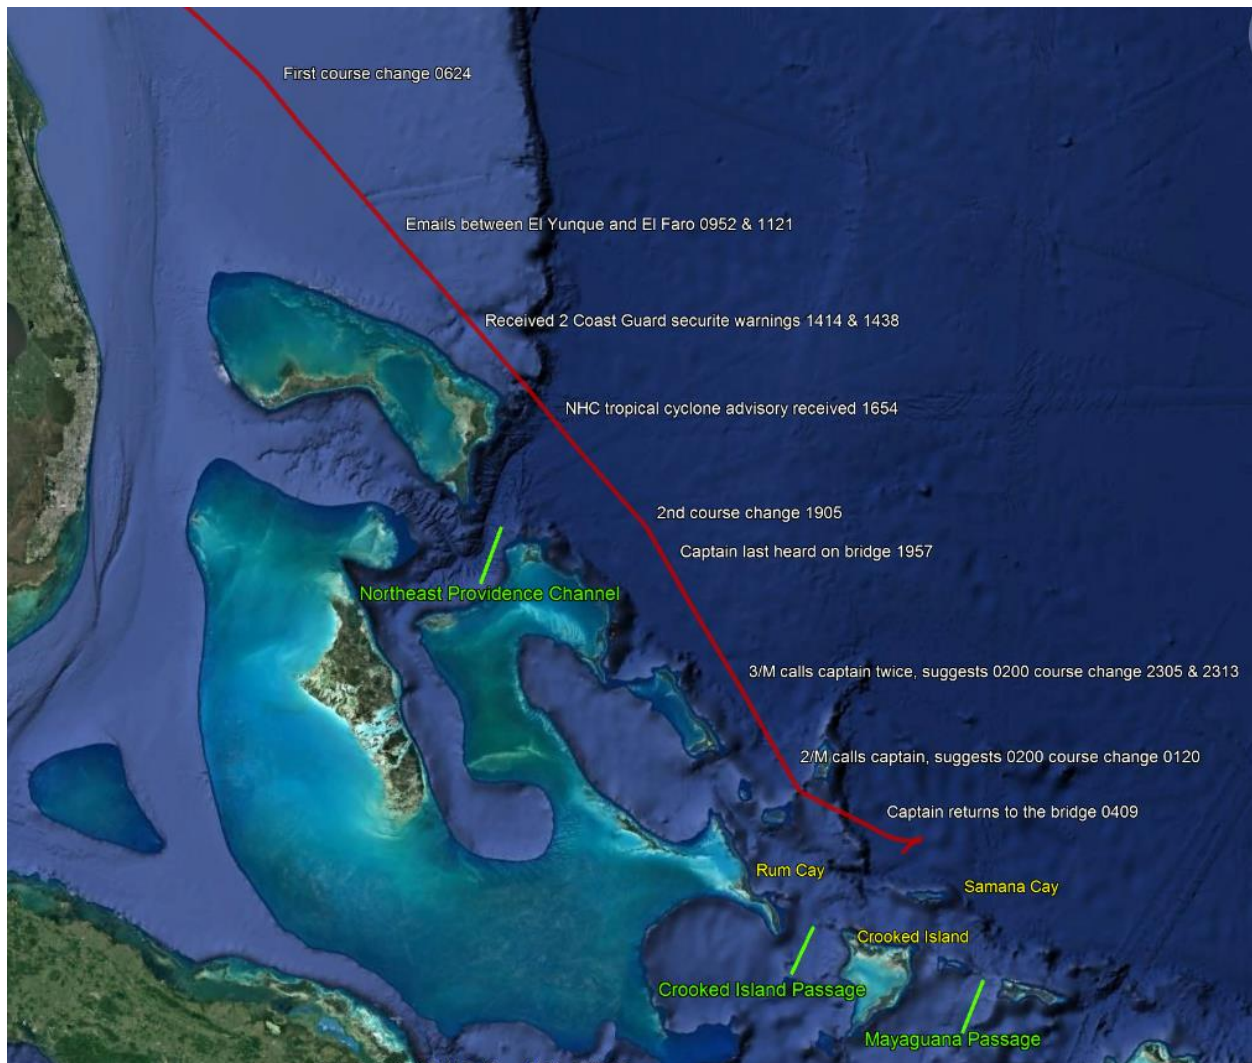 First course change 0624
Emails between El Yunque and El Faro 0952 & 1121
Received 2 Coast Guard securite warnings 1414 & 1438
NHC tropical cyclone advisory received 1654
2nd course change 1905
Captain last heard on bridge 1957
Northeast Providence Channel
3/M calls captain twice, suggests 0200 course change 2305 & 2313
2/M calls captain, suggests 0200 course change 0120
Captain returns to the bridge 0409
Rum Cay
Samana Cay
Crooked Island
Crooked Island Passage
Mayaguana Passage